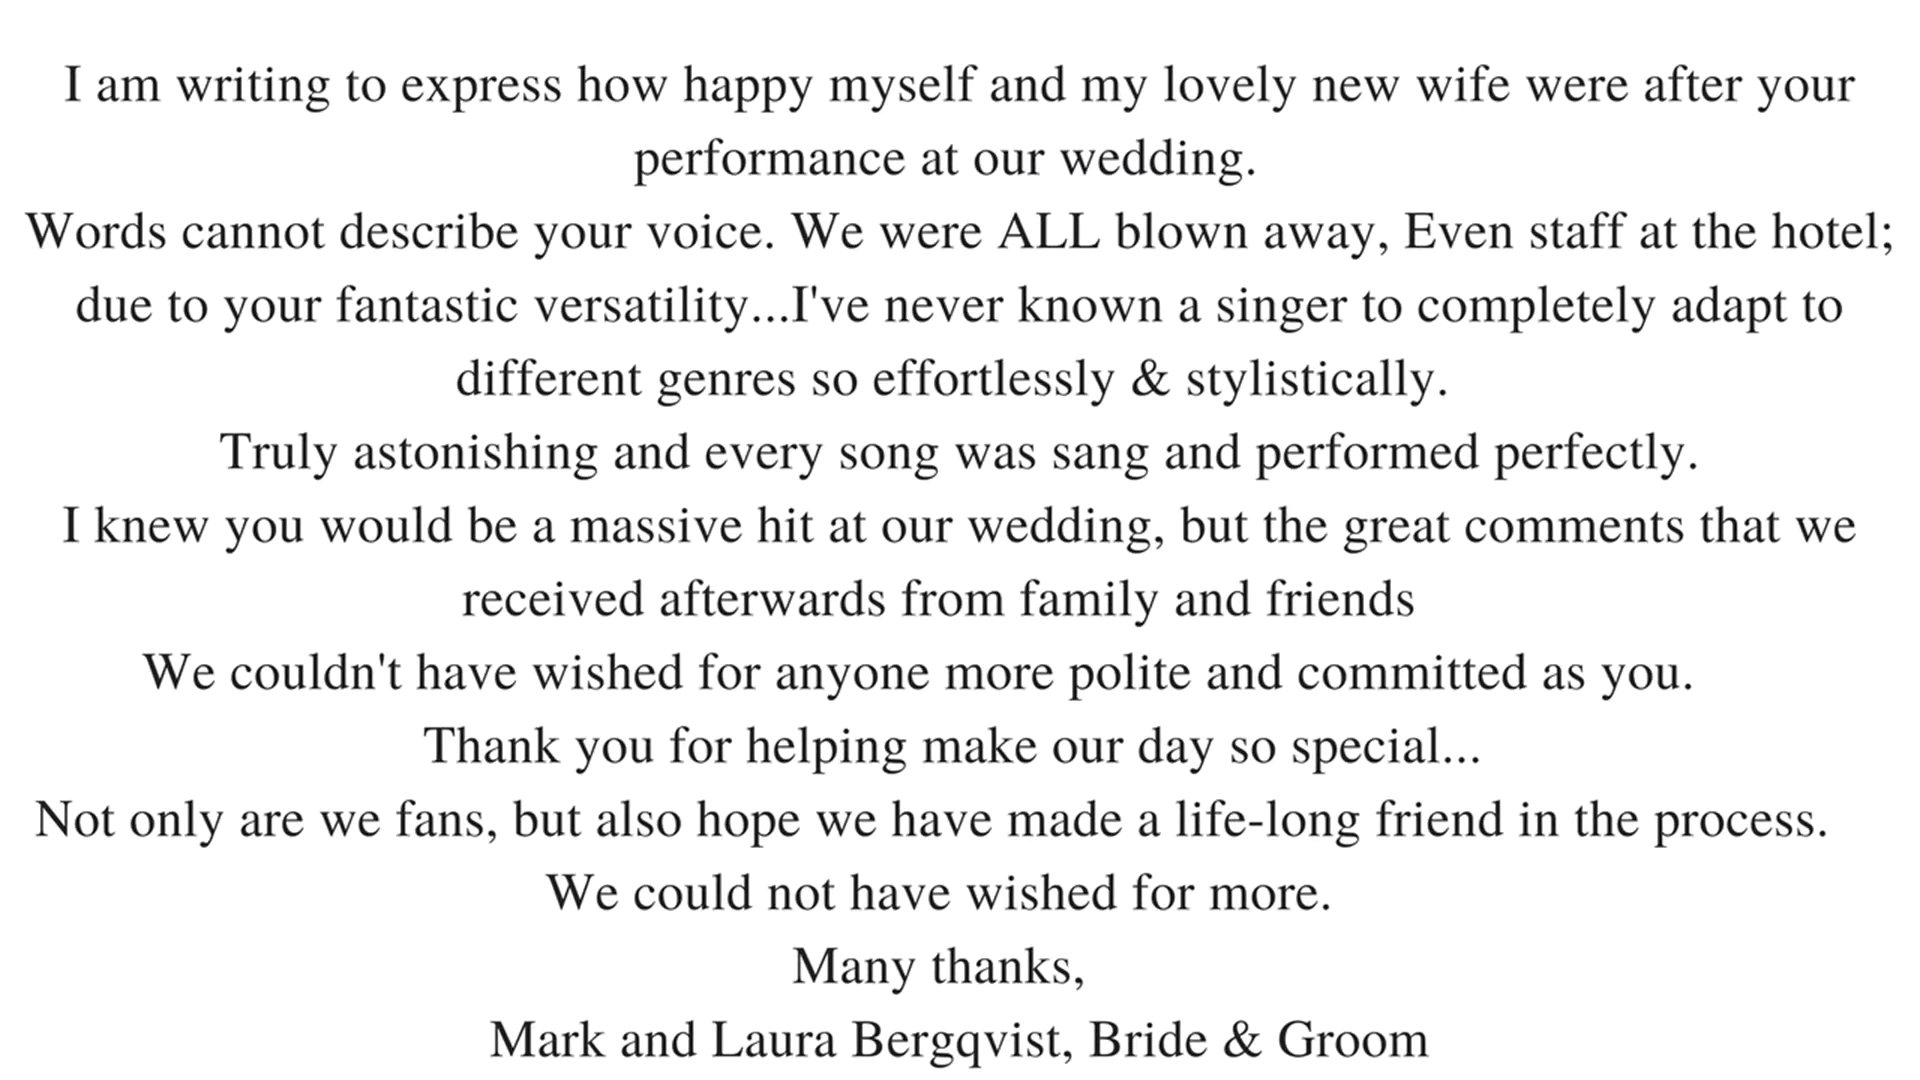 I am writing to express how happy myself and my lovely new wife were after your
performance at our wedding.
Words cannot describe your voice. We were ALL blown away, Even staff at the hotel;
due to your fantastic versatility...I've never known a singer to completely adapt to
different genres so effortlessly & stylistically.
Truly astonishing and every song was sang and performed perfectly.
I knew you would be a massive hit at our wedding, but the great comments that we
received afterwards from family and friends
We couldn't have wished for anyone more polite and committed as you.
Thank you for helping make our day so special...
Not only are we fans, but also hope we have made a life-long friend in the process.
We could not have wished for more.
Many thanks,
Mark and Laura Bergqvist, Bride & Groom